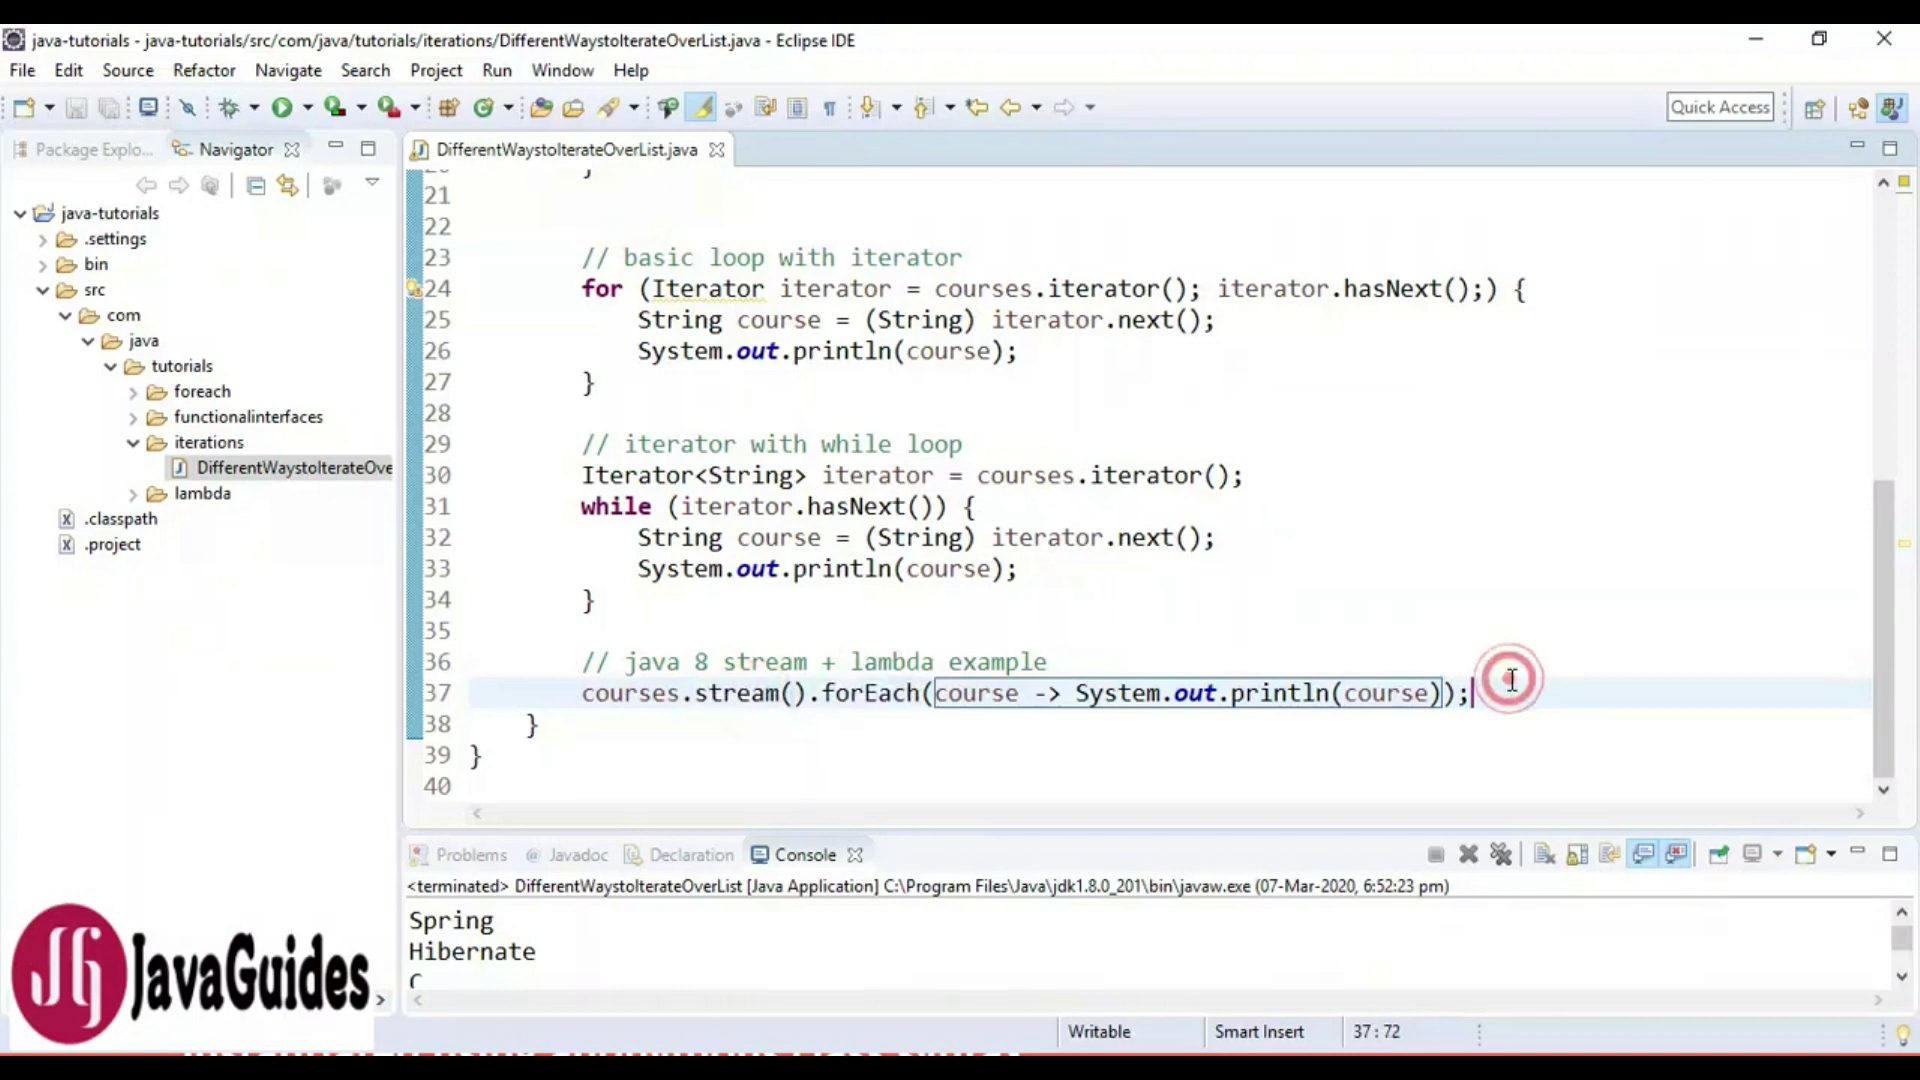 java-tutorials - java-tutorials/src/com/java/tutorials/iterations/DifferentWaystoIterateOverList.java - Eclipse IDE
File Edit Source Refactor Navigate Search Project Run Window Help
Quick Access
Package Explo...
Navigator
DifferentWaystoIterateOverList.java
java-tutorials
.settings
bin
src
com
java
tutorials
foreach
functionalinterfaces
iterations
DifferentWaystoIterateOve
lambda
.classpath
.project
21
22
23 // basic loop with iterator
24 for (Iterator iterator = courses.iterator(); iterator.hasNext();) {
25 String course = (String) iterator.next();
26 System.out.println(course);
27 }
28
29 // iterator with while loop
30 Iterator<String> iterator = courses.iterator();
31 while (iterator.hasNext()) {
32 String course = (String) iterator.next();
33 System.out.println(course);
34 }
35
36 // java 8 stream + lambda example
37 courses.stream().forEach(course -> System.out.println(course));
38 }
39 }
40
Problems @ Javadoc Declaration Console
<terminated> DifferentWaystoIterateOverList [Java Application] C:\Program Files\Java\jdk1.8.0_201\bin\javaw.exe (07-Mar-2020, 6:52:23 pm)
Spring
Hibernate
C
JavaGuides
Writable Smart Insert 37 : 72